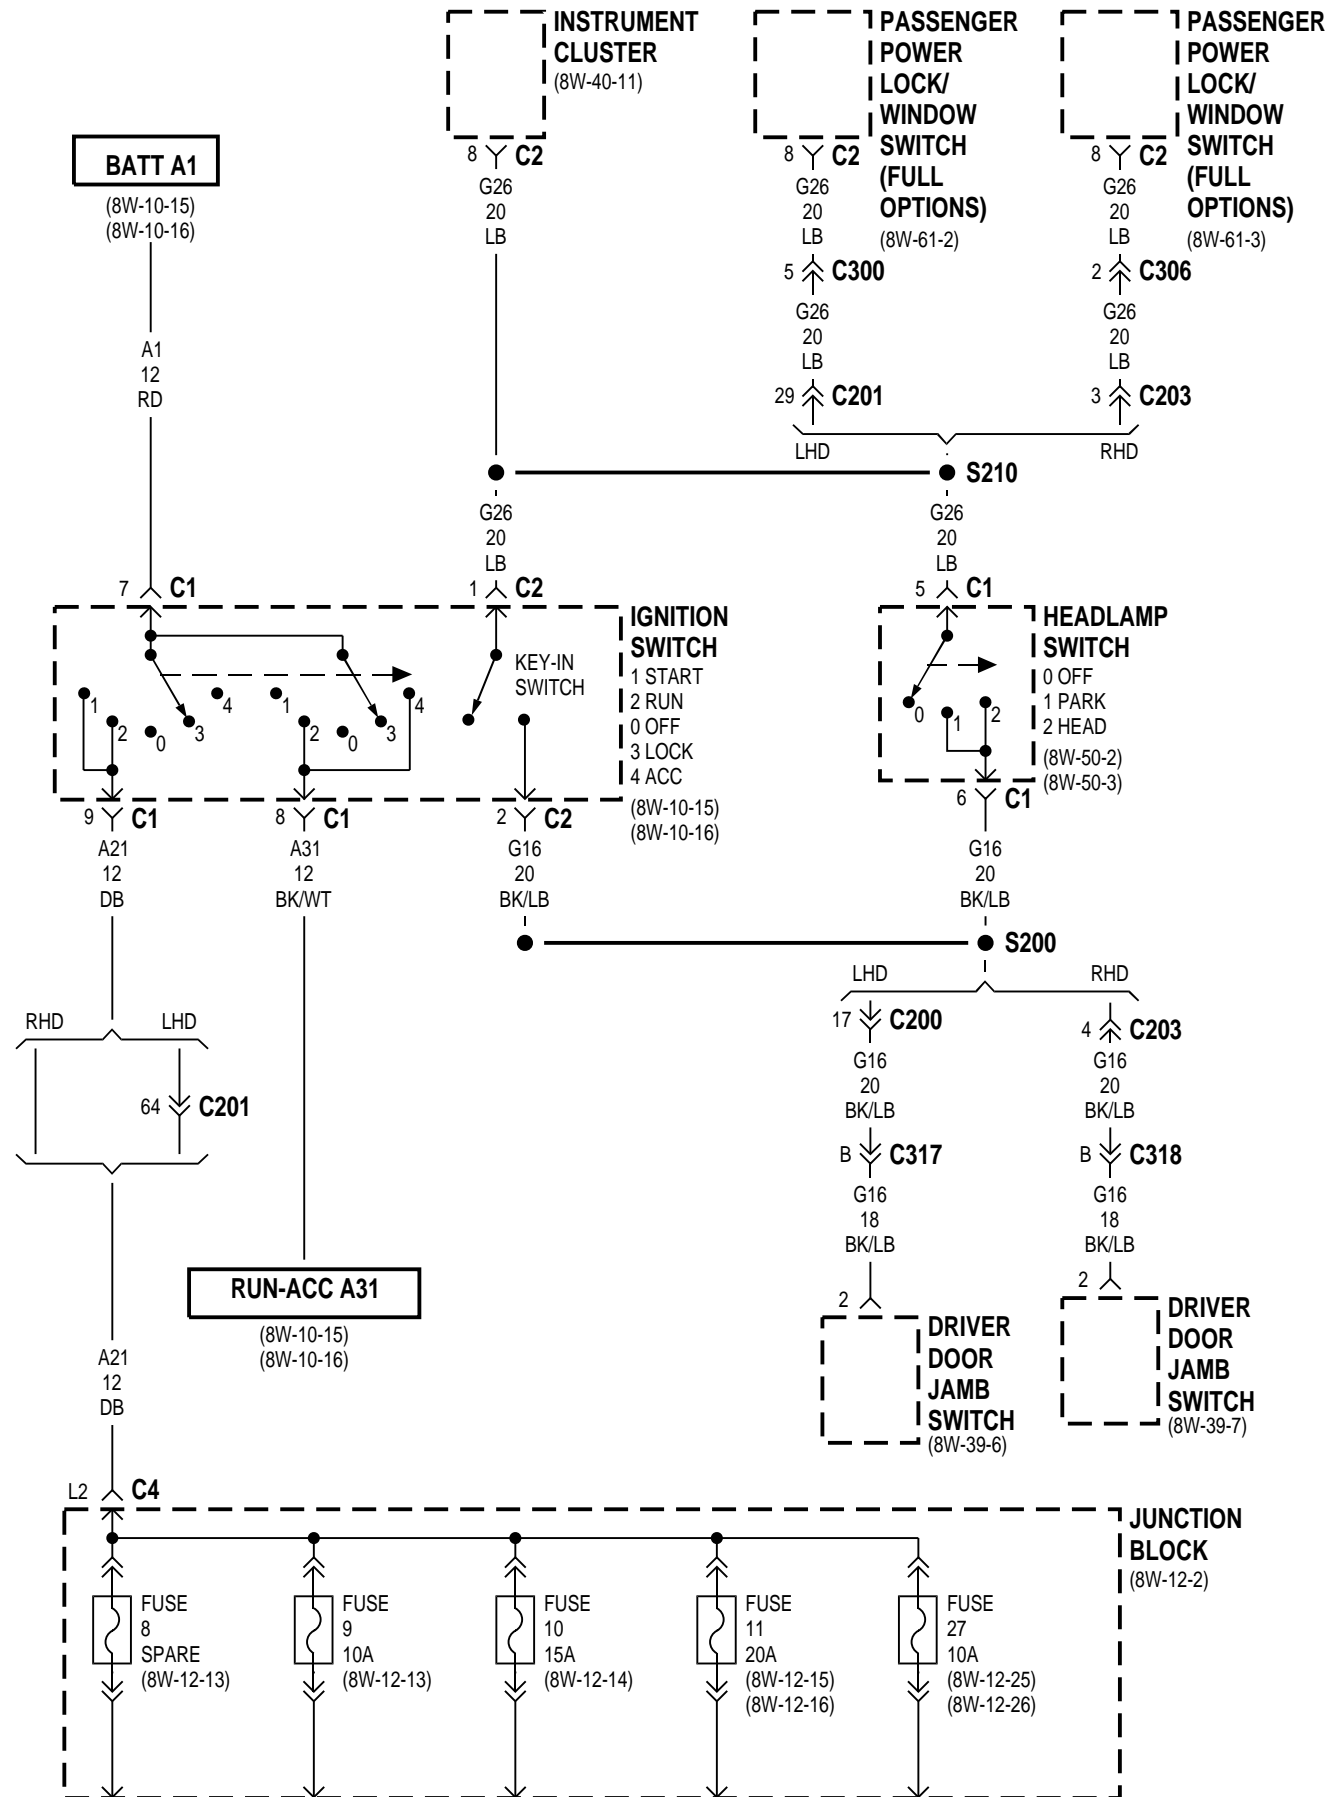 INSTRUMENT
CLUSTER
(8W-40-11)
8
C2
G26
20
LB
PASSENGER
POWER
LOCK/
WINDOW
SWITCH
(FULL
OPTIONS)
(8W-61-2)
8
C2
G26
20
LB
5
C300
G26
20
LB
29
C201
LHD
PASSENGER
POWER
LOCK/
WINDOW
SWITCH
(FULL
OPTIONS)
(8W-61-3)
8
C2
G26
20
LB
2
C306
G26
20
LB
3
C203
RHD
BATT A1
(8W-10-15)
(8W-10-16)
A1
12
RD
S210
G26
20
LB
G26
20
LB
7
C1
1
C2
5
C1
IGNITION
SWITCH
1 START
2 RUN
0 OFF
3 LOCK
4 ACC
(8W-10-15)
(8W-10-16)
KEY-IN
SWITCH
1
2
0
3
4
1
2
0
3
4
HEADLAMP
SWITCH
0 OFF
1 PARK
2 HEAD
(8W-50-2)
(8W-50-3)
0
1
2
9
C1
8
C1
2
C2
6
C1
A21
12
DB
A31
12
BK/WT
G16
20
BK/LB
G16
20
BK/LB
S200
LHD
RHD
17
C200
G16
20
BK/LB
B
C317
G16
18
BK/LB
2
DRIVER
DOOR
JAMB
SWITCH
(8W-39-6)
4
C203
G16
20
BK/LB
B
C318
G16
18
BK/LB
2
DRIVER
DOOR
JAMB
SWITCH
(8W-39-7)
RHD
LHD
64
C201
RUN-ACC A31
(8W-10-15)
(8W-10-16)
A21
12
DB
L2
C4
JUNCTION
BLOCK
(8W-12-2)
FUSE
8
SPARE
(8W-12-13)
FUSE
9
10A
(8W-12-13)
FUSE
10
15A
(8W-12-14)
FUSE
11
20A
(8W-12-15)
(8W-12-16)
FUSE
27
10A
(8W-12-25)
(8W-12-26)